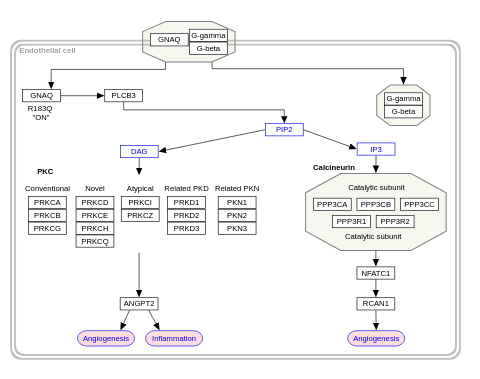 GNAQ
G-gamma
G-beta
Endothelial cell
GNAQ
PLCB3
G-gamma
G-beta
R183Q
"ON"
PIP2
DAG
IP3
Calcineurin
PKC
Conventional
Novel
Atypical
Related PKD
Related PKN
PRKCA
PRKCD
PRKCI
PRKD1
PKN1
PRKCB
PRKCE
PRKCZ
PRKD2
PKN2
PRKCG
PRKCH
PRKD3
PKN3
PRKCQ
Catalytic subunit
PPP3CA
PPP3CB
PPP3CC
PPP3R1
PPP3R2
Catalytic subunit
NFATC1
ANGPT2
RCAN1
Angiogenesis
Inflammation
Angiogenesis